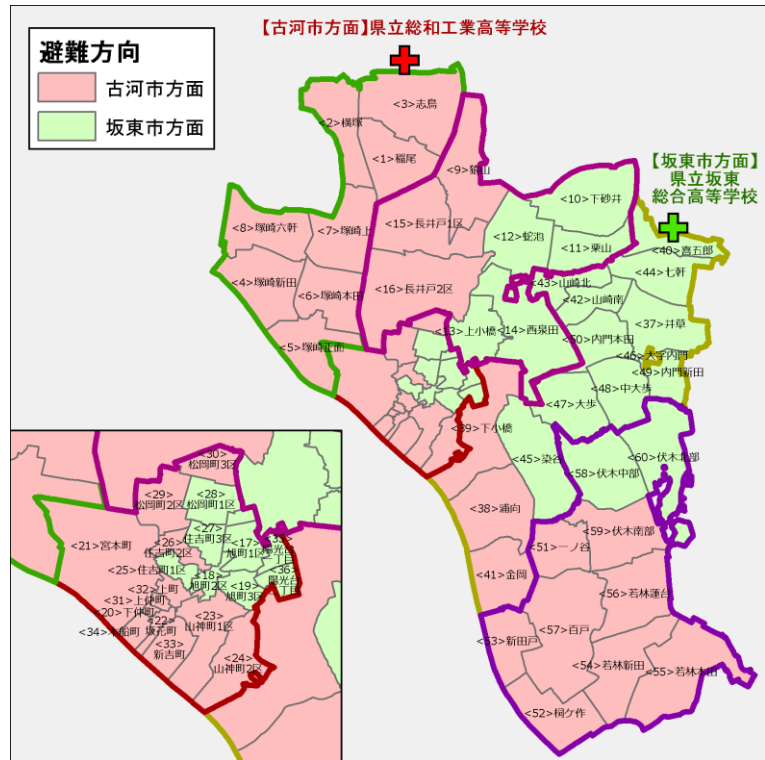 【古河市方面】県立総和工業高等学校
避難方向
古河市方面
坂東市方面
【坂東市方面】
県立坂東
総合高等学校
<3>志鳥
<2>横塚
<1>稲尾
<9>猿山
<10>下砂井
<15>長井戸1区
<12>蛇池
<11>栗山
<8>塚崎六軒
<7>塚崎上
<40>喜五郎
<44>七軒
<4>塚崎新田
<6>塚崎本田
<16>長井戸2区
<43>山崎北
<42>山崎南
<13>上小橋
<14>西泉田
<37>井草
<50>内門本田
<5>塚崎正面
<46>大字内門
<49>内門新田
<48>中大歩
<47>大歩
<39>下小橋
<45>染谷
<60>伏木北部
<58>伏木中部
<38>浦向
<59>伏木南部
<51>一ノ谷
<41>金岡
<56>若林蓮台
<57>百戸
<53>新田戸
<54>若林新田
<55>若林本田
<52>桐ケ作
<30>
松岡町3区
<29>
松岡町2区
<28>
松岡町1区
<27>
住吉町3区
<21>宮本町
<26>
住吉町2区
<17>
旭町1区
<35>
陽光台
一丁目
<25>住吉町1区
<18>
旭町2区
<36>
陽光台
二丁目
<19>
旭町3区
<32>上町
<31>上仲町
<20>下仲町
<22>
<23>
山神町1区
<34>
<33>
新吉町
<24>
山神町2区